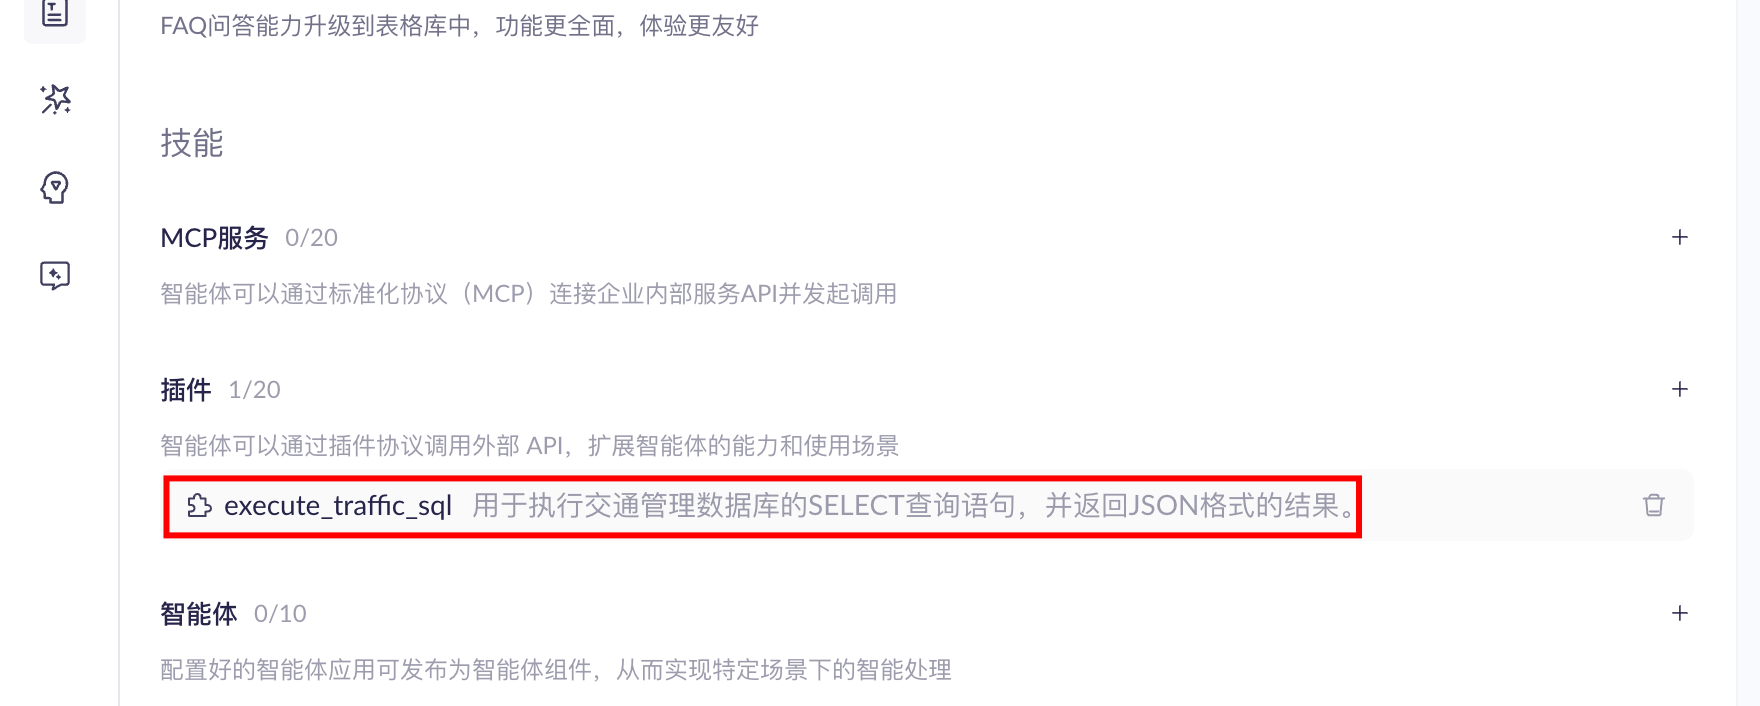 FAQ问答能力升级到表格库中，功能更全面，体验更友好
技能
MCP服务 0/20
智能体可以通过标准化协议（MCP）连接企业内部服务API并发起调用
插件 1/20
智能体可以通过插件协议调用外部 API，扩展智能体的能力和使用场景
execute_traffic_sql 用于执行交通管理数据库的SELECT查询语句，并返回JSON格式的结果。
智能体 0/10
配置好的智能体应用可发布为智能体组件，从而实现特定场景下的智能处理